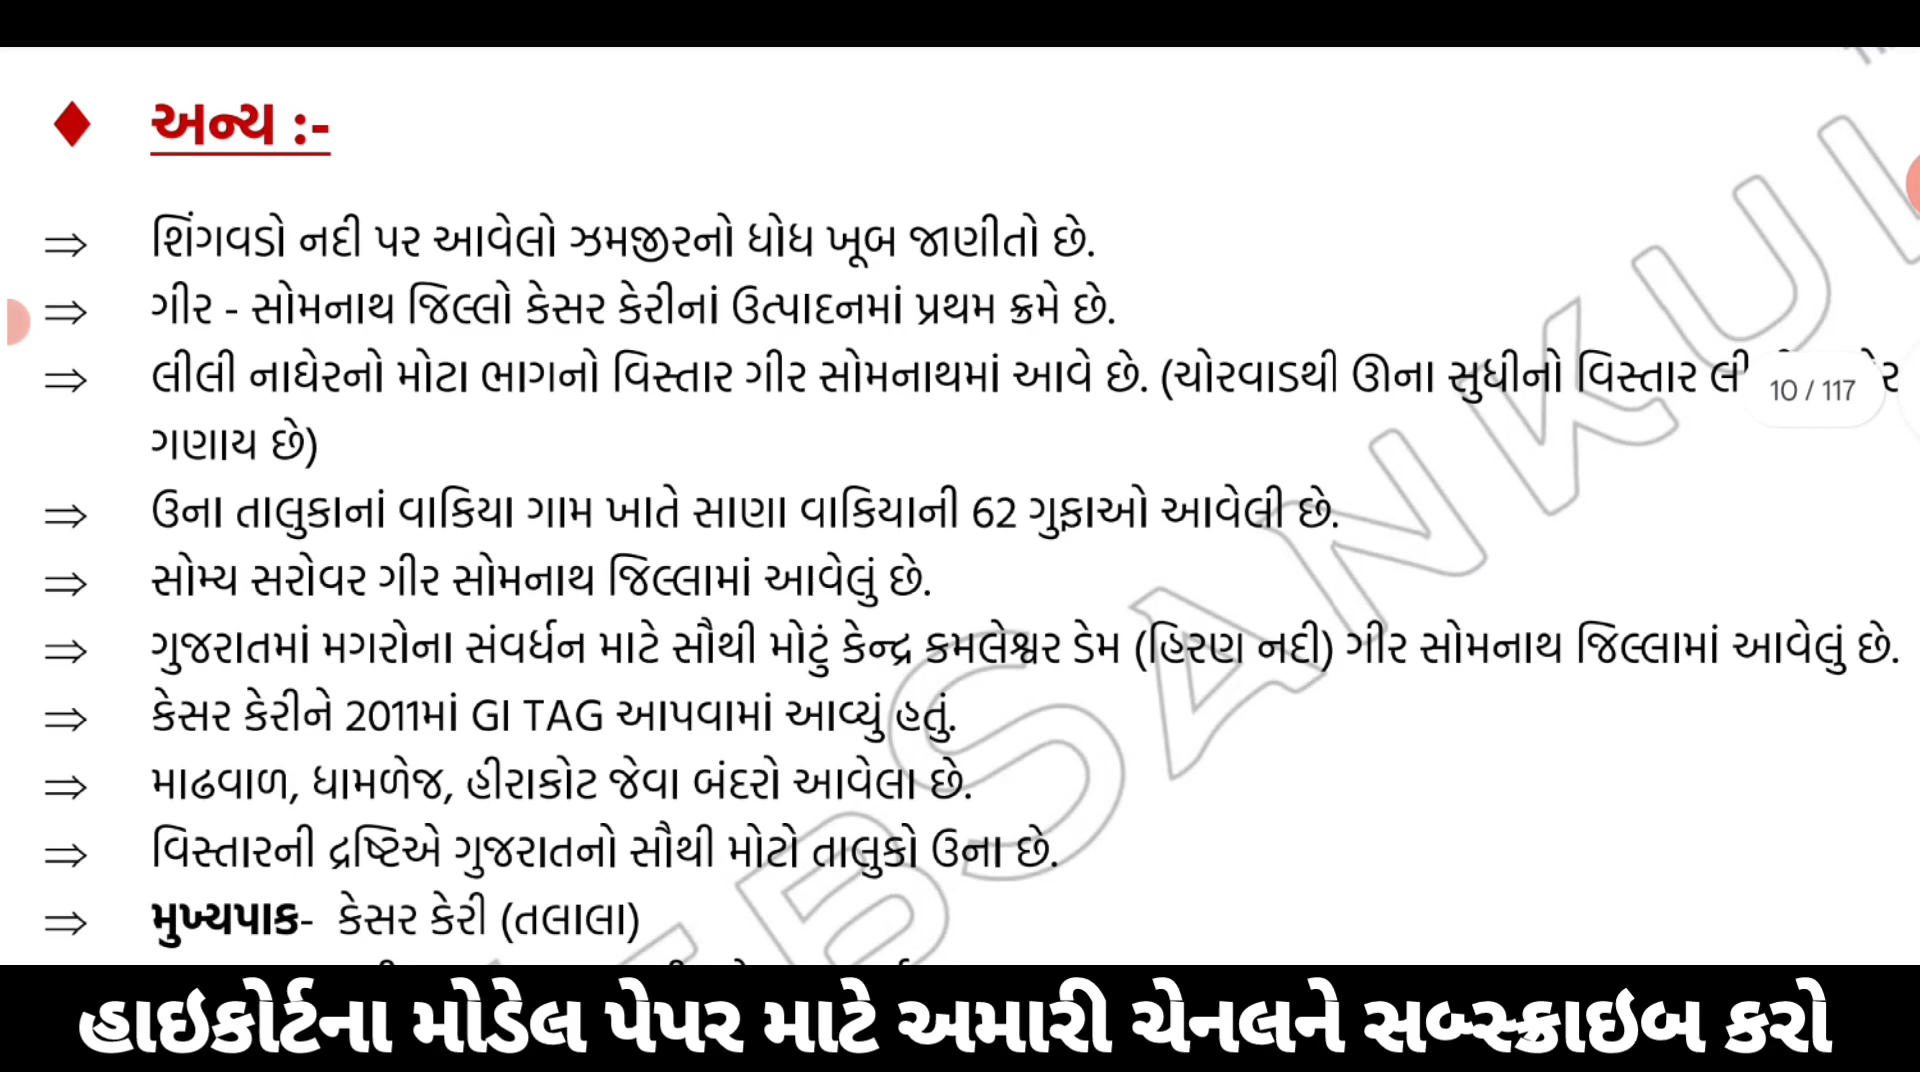 ♦ અન્ય :-
⇒ શિંગવડો નદી પર આવેલો ઝમજીરનો ધોધ ખૂબ જાણીતો છે.
⇒ ગીર - સોમનાથ જિલ્લો કેસર કેરીનાં ઉત્પાદનમાં પ્રથમ ક્રમે છે.
⇒ લીલી નાઘેરનો મોટા ભાગનો વિસ્તાર ગીર સોમનાથમાં આવે છે. (ચોરવાડથી ઊના સુધીનો વિસ્તાર
10 / 117
ગણાય છે)
⇒ ઉના તાલુકાનાં વાકિયા ગામ ખાતે સાણા વાકિયાની 62 ગુફાઓ આવેલી છે.
⇒ સોમ્ય સરોવર ગીર સોમનાથ જિલ્લામાં આવેલું છે.
⇒ ગુજરાતમાં મગરોના સંવર્ધન માટે સૌથી મોટું કેન્દ્ર કમલેશ્વર ડેમ (હિરણ નદી) ગીર સોમનાથ જિલ્લામાં આવેલું છે.
⇒ કેસર કેરીને 2011માં GI TAG આપવામાં આવ્યું હતું.
⇒ માઢવાળ, ધામળેજ, હીરાકોટ જેવા બંદરો આવેલા છે.
⇒ વિસ્તારની દ્રષ્ટિએ ગુજરાતનો સૌથી મોટો તાલુકો ઉના છે.
⇒ મુખ્યપાક- કેસર કેરી (તલાલા)
હાઇકોર્ટના મોડેલ પેપર માટે અમારી ચેનલને સબ્સ્ક્રાઇબ કરો